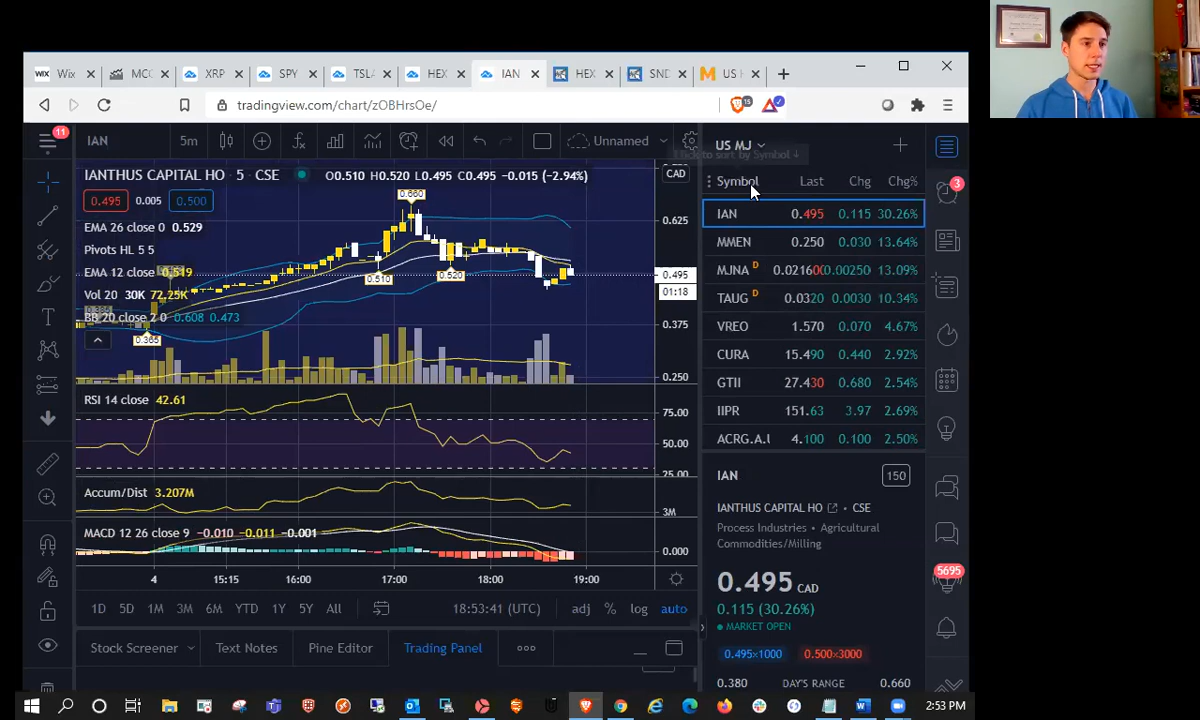 Wix
MCC
XRP
SPY
TSLA
HEX
IAN
HEX
SND
US
tradingview.com/chart/zOBHrsOe/
15
11
IAN
5m
Unnamed
US MJ
IANTHUS CAPITAL HO · 5 · CSE
O0.510 H0.520 L0.495 C0.495 -0.015 (-2.94%)
CAD
0.495
0.005
0.500
EMA 26 close 0 0.529
Pivots HL 5 5
EMA 12 close 0.519
Vol 20 30K 72.25K
BB 20 close 2 0 0.608 0.473
0.660
0.510
0.520
0.365
0.625
0.495
01:18
0.375
0.250
RSI 14 close 42.61
75.00
50.00
25.00
Accum/Dist 3.207M
3M
MACD 12 26 close 9 -0.010 -0.011 -0.001
0.000
4
15:15
16:00
17:00
18:00
19:00
1D
5D
1M
3M
6M
YTD
1Y
5Y
All
18:53:41 (UTC)
adj
%
log
auto
Stock Screener
Text Notes
Pine Editor
Trading Panel
Symbol Last Chg Chg%
IAN 0.495 0.115 30.26%
MMEN 0.250 0.030 13.64%
MJNA D 0.021600 0.00250 13.09%
TAUG D 0.0320 0.0030 10.34%
VREO 1.570 0.070 4.67%
CURA 15.490 0.440 2.92%
GTII 27.430 0.680 2.54%
IIPR 151.63 3.97 2.69%
ACRG.A.U 4.100 0.100 2.50%
IAN
150
IANTHUS CAPITAL HO · CSE
Process Industries · Agricultural
Commodities/Milling
0.495 CAD
0.115 (30.26%)
MARKET OPEN
0.495×1000
0.500×3000
0.380 DAY'S RANGE 0.660
3
5695
2:53 PM